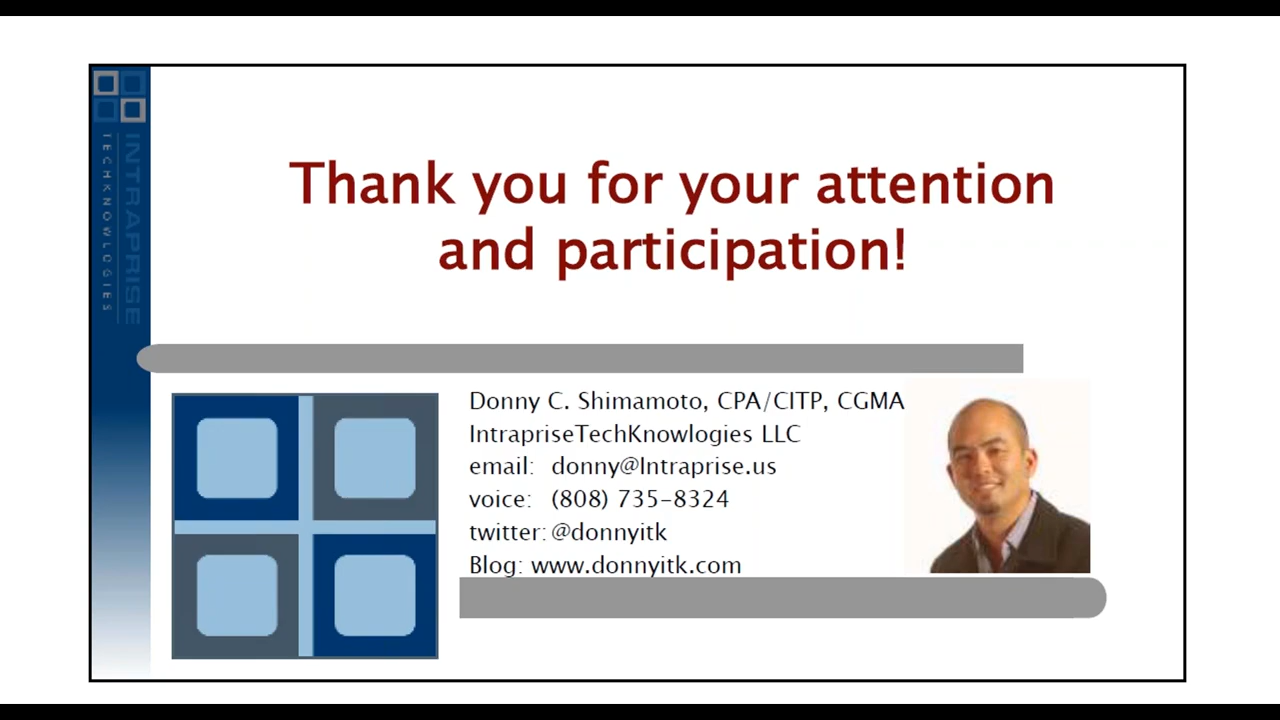 INTRAPRISE
TECHKNOWLOGIES
Thank you for your attention
and participation!
Donny C. Shimamoto, CPA/CITP, CGMA
IntrapriseTechKnowlogies LLC
email: donny@Intraprise.us
voice: (808) 735-8324
twitter: @donnyitk
Blog: www.donnyitk.com